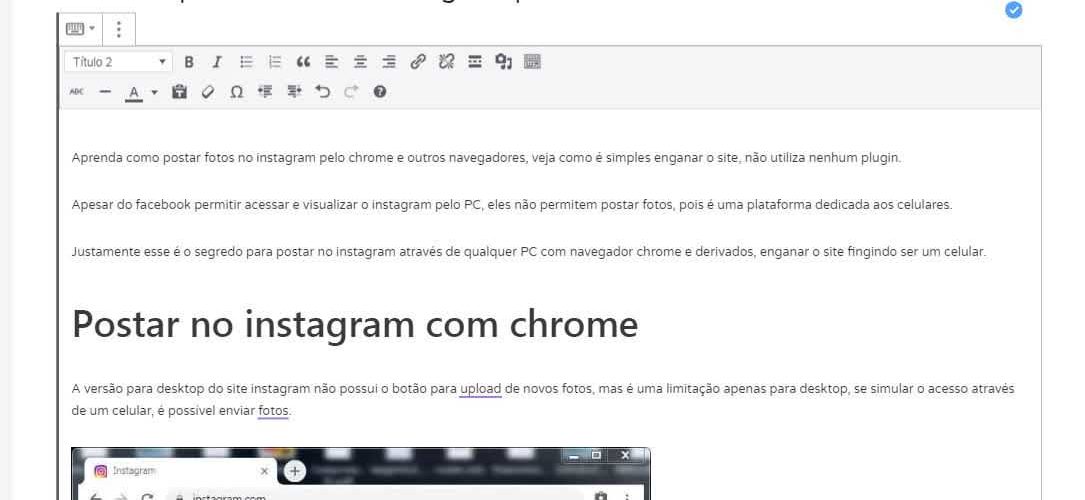 Título 2
B I
ABC A Ω
Aprenda como postar fotos no instagram pelo chrome e outros navegadores, veja como é simples enganar o site, não utiliza nenhum plugin.
Apesar do facebook permitir acessar e visualizar o instagram pelo PC, eles não permitem postar fotos, pois é uma plataforma dedicada aos celulares.
Justamente esse é o segredo para postar no instagram através de qualquer PC com navegador chrome e derivados, enganar o site fingindo ser um celular.
Postar no instagram com chrome
A versão para desktop do site instagram não possui o botão para upload de novos fotos, mas é uma limitação apenas para desktop, se simular o acesso através
de um celular, é possível enviar fotos.
Instagram
instagram.com